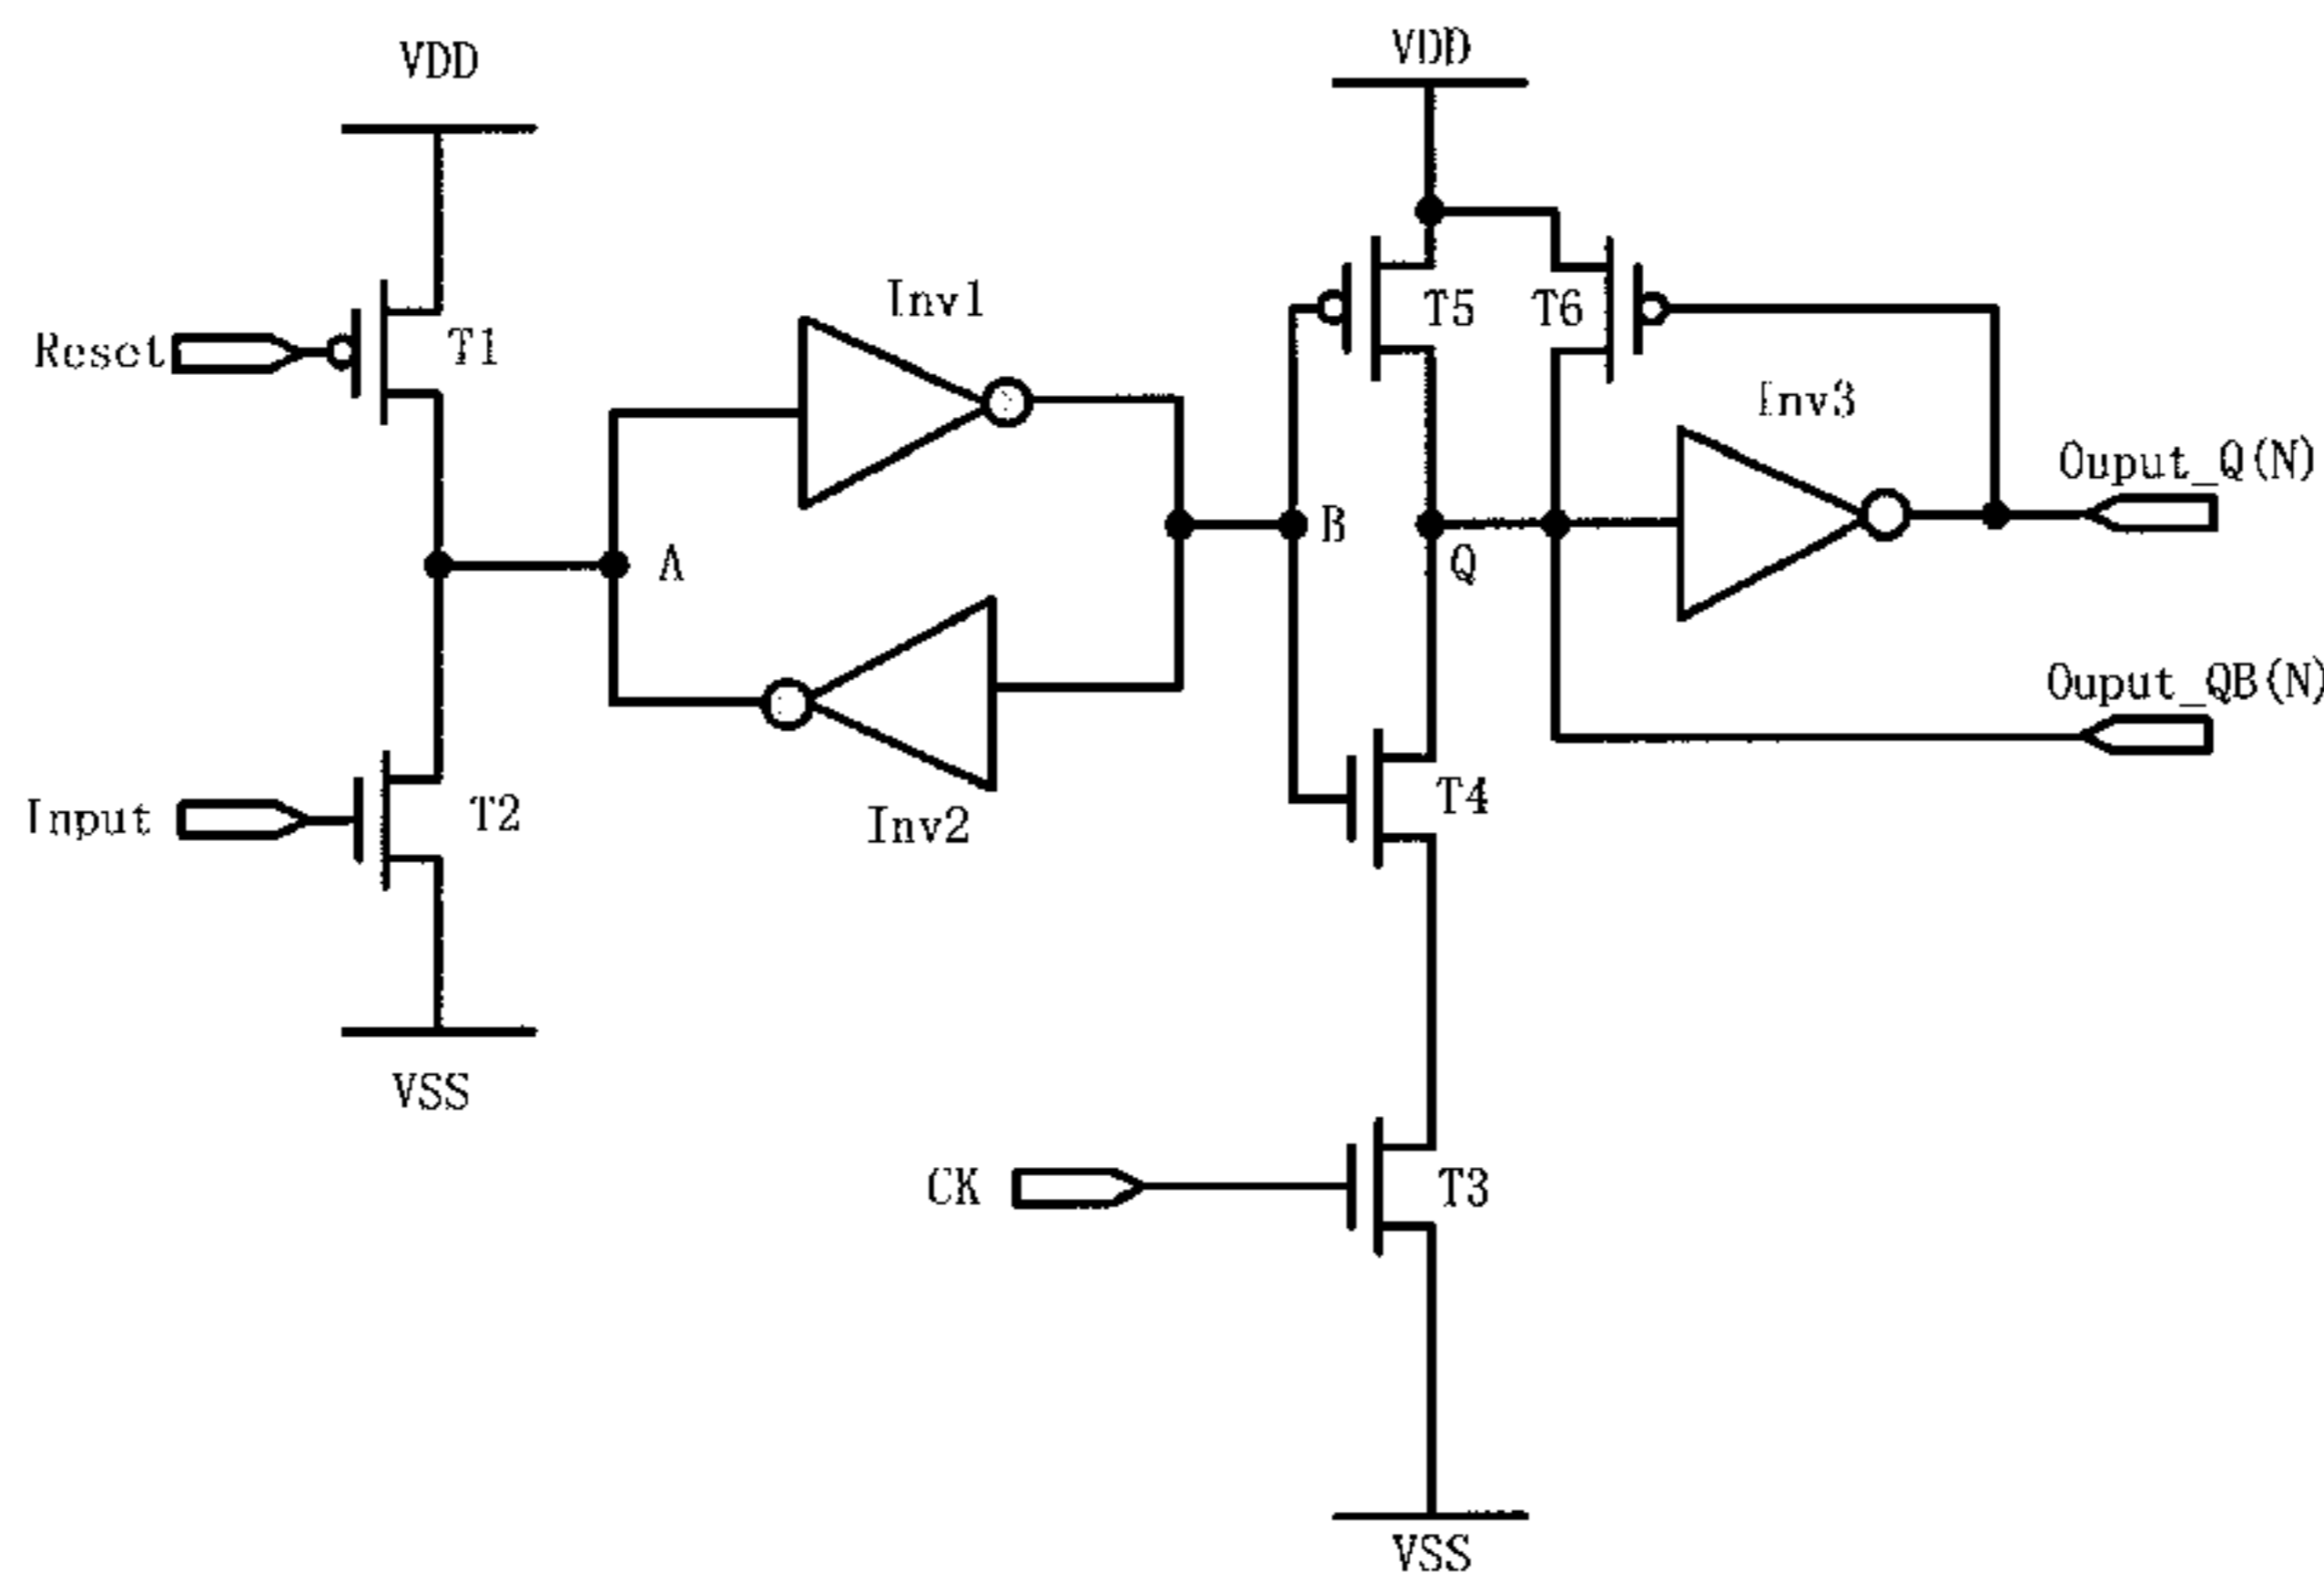 VDD
VDD
Reset
T1
Inv1
T5
T6
Inv3
Ouput_Q(N)
A
B
Q
Ouput_QB(N)
Input
T2
Inv2
T4
VSS
CK
T3
VSS